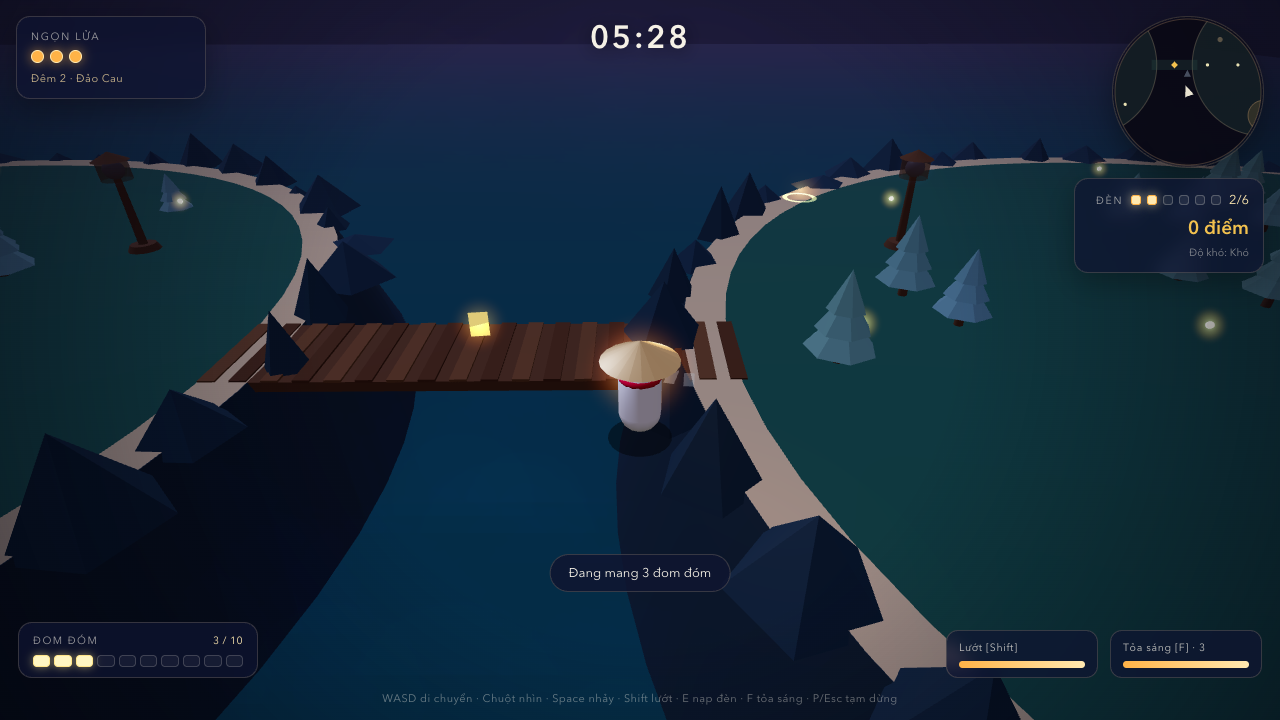 NGỌN LỬA
Đêm 2 · Đảo Cau
05:28
ĐÈN 2/6
0 điểm
Độ khó: Khó
Đang mang 3 đom đóm
ĐOM ĐÓM 3 / 10
Lướt [Shift]
Tỏa sáng [F] · 3
WASD di chuyển · Chuột nhìn · Space nhảy · Shift lướt · E nạp đèn · F tỏa sáng · P/Esc tạm dừng